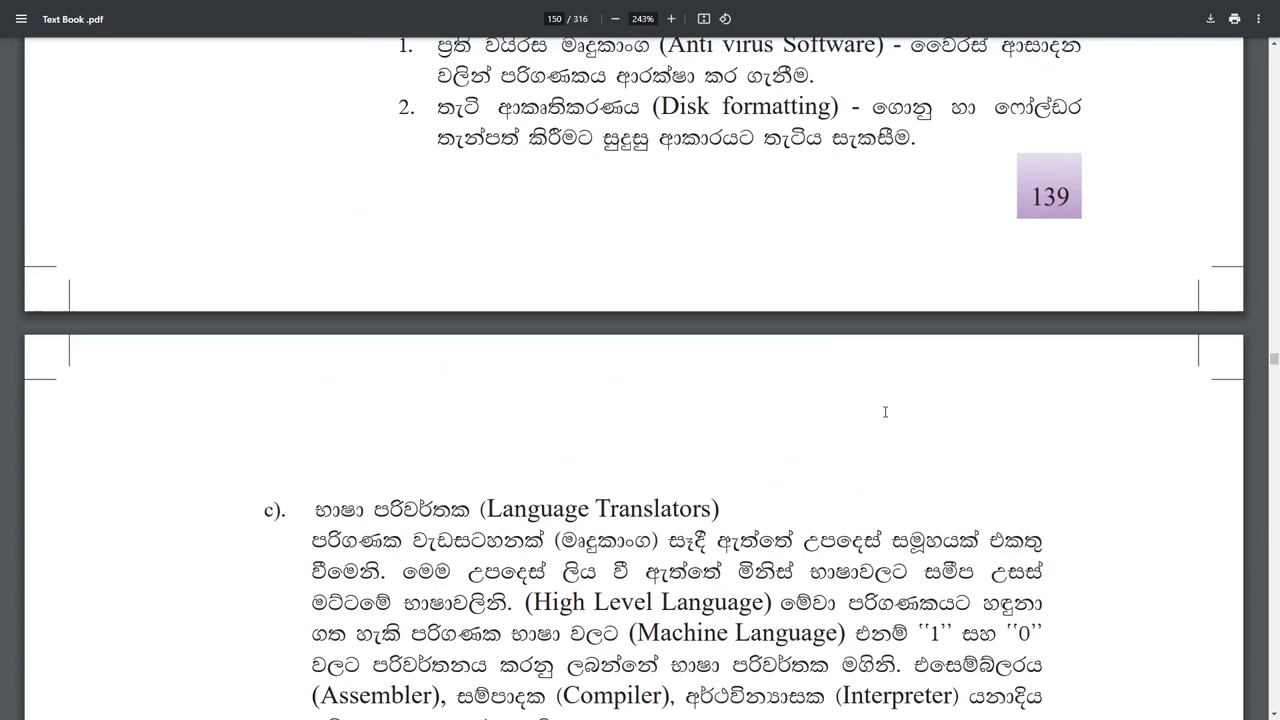 Text Book .pdf
150 / 316
243%
1. ප්‍රති වයිරස මෘදුකාංග (Anti virus Software) - වෛරස් ආසාදන
වලින් පරිගණකය ආරක්ෂා කර ගැනීම.
2. තැටි ආකෘතිකරණය (Disk formatting) - ගොනු හා ෆෝල්ඩර
තැන්පත් කිරීමට සුදුසු ආකාරයට තැටිය සැකසීම.
139
c). භාෂා පරිවර්තක (Language Translators)
පරිගණක වැඩසටහනක් (මෘදුකාංග) සෑදී ඇත්තේ උපදෙස් සමූහයක් එකතු
වීමෙනි. මෙම උපදෙස් ලිය වී ඇත්තේ මිනිස් භාෂාවලට සමීප උසස්
මට්ටමේ භාෂාවලිනි. (High Level Language) මේවා පරිගණකයට හඳුනා
ගත හැකි පරිගණක භාෂා වලට (Machine Language) එනම් ‘‘1’’ සහ ‘‘0’’
වලට පරිවර්තනය කරනු ලබන්නේ භාෂා පරිවර්තක මගිනි. එසෙම්බ්ලරය
(Assembler), සම්පාදක (Compiler), අර්ථවින්‍යාසක (Interpreter) යනාදිය